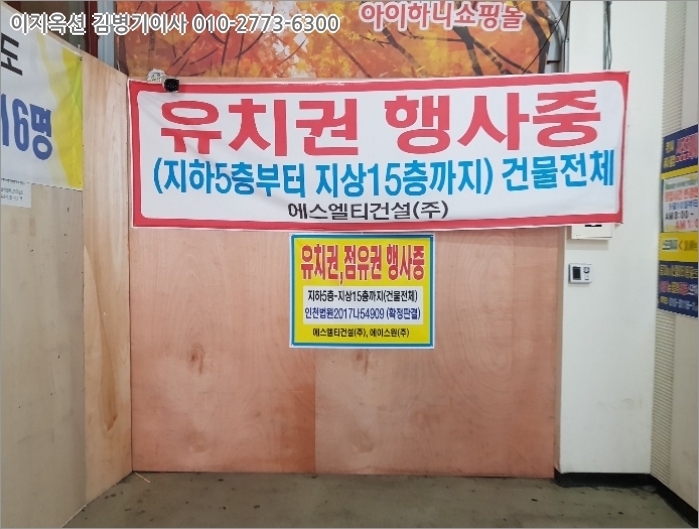 이지옥션 김병기이사 010-2773-6300
아이하니쇼핑몰
도
16명
유치권 행사중
(지하5층부터 지상15층까지) 건물전체
에스엘티건설(주)
유치권,점유권 행사중
지하5층-지상15층까지(건물전체)
인천법원2017나54909 (확정판결)
에스엘티건설(주), 에이스원(주)